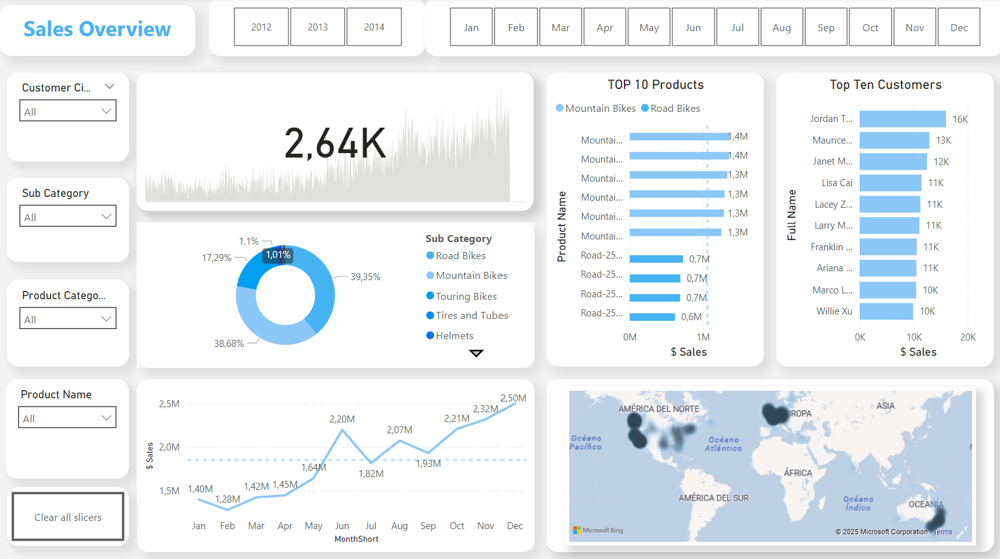 Sales Overview
2012 2013 2014
Jan Feb Mar Apr May Jun Jul Aug Sep Oct Nov Dec
Customer Ci...
All
Sub Category
All
Product Catego...
All
Product Name
All
Clear all slicers
2,64K
1,1%
1,01%
17,29%
39,35%
38,68%
Sub Category
Road Bikes
Mountain Bikes
Touring Bikes
Tires and Tubes
Helmets
2,5M
2,0M
1,5M
$ Sales
1,40M
1,28M
1,42M
1,45M
1,64M
2,20M
1,82M
2,07M
1,93M
2,21M
2,32M
2,50M
Jan Feb Mar Apr May Jun Jul Aug Sep Oct Nov Dec
MonthShort
TOP 10 Products
Mountain Bikes Road Bikes
Product Name
Mountai... 1,4M
Mountai... 1,4M
Mountai... 1,3M
Mountai... 1,3M
Mountai... 1,3M
Mountai... 1,3M
Road-25... 0,7M
Road-25... 0,7M
Road-25... 0,7M
Road-25... 0,6M
0M 1M
$ Sales
Top Ten Customers
Full Name
Jordan T... 16K
Maurice... 13K
Janet M... 12K
Lisa Cai 11K
Lacey Z... 11K
Larry M... 11K
Franklin ... 11K
Ariana ... 11K
Marco L... 10K
Willie Xu 10K
0K 10K 20K
$ Sales
AMÉRICA DEL NORTE
UROPA
ASIA
Océano
Pacífico
Océano
Atlántico
ÁFRICA
AMÉRICA DEL SUR
Océano
Índico
OCEANÍA
Microsoft Bing
© 2025 Microsoft Corporation Terms